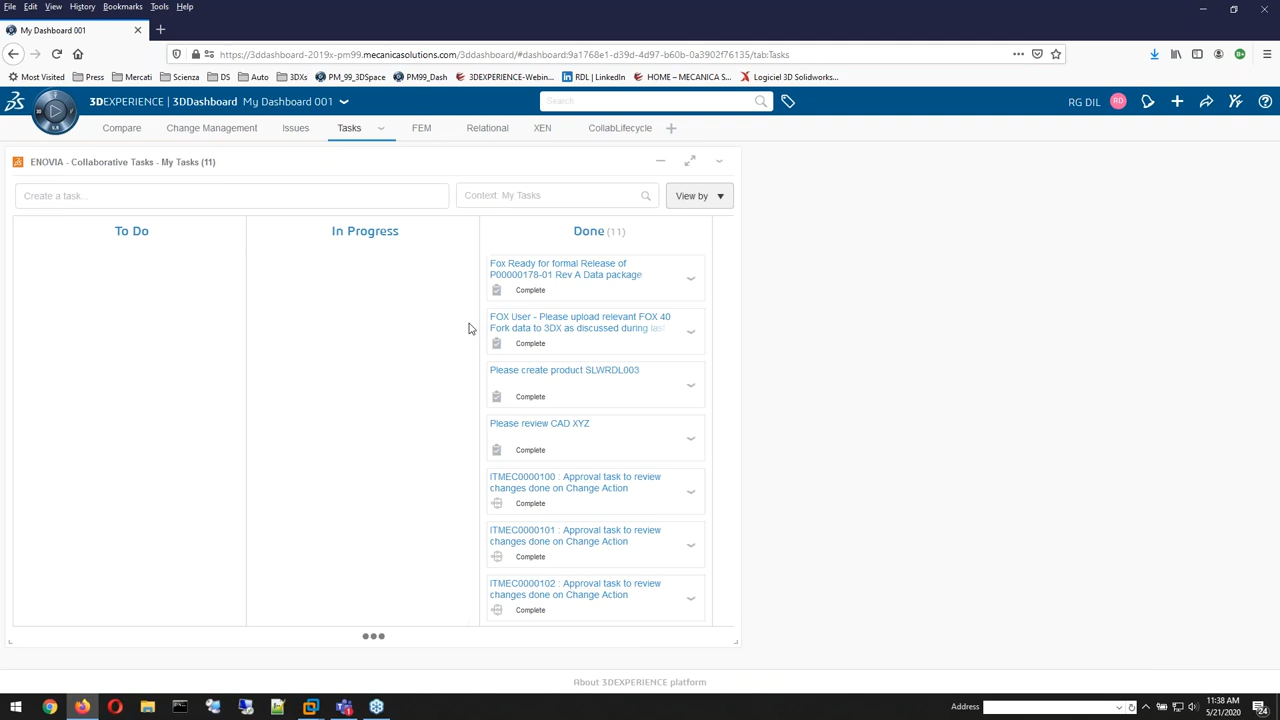 File Edit View History Bookmarks Tools Help
My Dashboard 001
https://3ddashboard-2019x-pm99.mecanicasolutions.com/3ddashboard/#dashboard:9a1768e1-d39d-4d97-b60b-0a3902f76135/tab:Tasks
Most Visited Press Mercati Scienza DS Auto 3DXs PM_99_3DSpace PM99_Dash 3DEXPERIENCE-Webin... RDL | LinkedIn HOME – MECANICA S... Logiciel 3D Solidworks...
3DEXPERIENCE | 3DDashboard My Dashboard 001
Search
RG DIL RD
Compare Change Management Issues Tasks FEM Relational XEN CollabLifecycle
ENOVIA - Collaborative Tasks - My Tasks (11)
Create a task...
Context: My Tasks
View by
To Do
In Progress
Done (11)
Fox Ready for formal Release of
P00000178-01 Rev A Data package
Complete
FOX User - Please upload relevant FOX 40
Fork data to 3DX as discussed during last
Complete
Please create product SLWRDL003
Complete
Please review CAD XYZ
Complete
ITMEC0000100 : Approval task to review
changes done on Change Action
Complete
ITMEC0000101 : Approval task to review
changes done on Change Action
Complete
ITMEC0000102 : Approval task to review
changes done on Change Action
Complete
About 3DEXPERIENCE platform
Address
11:38 AM
5/21/2020
24